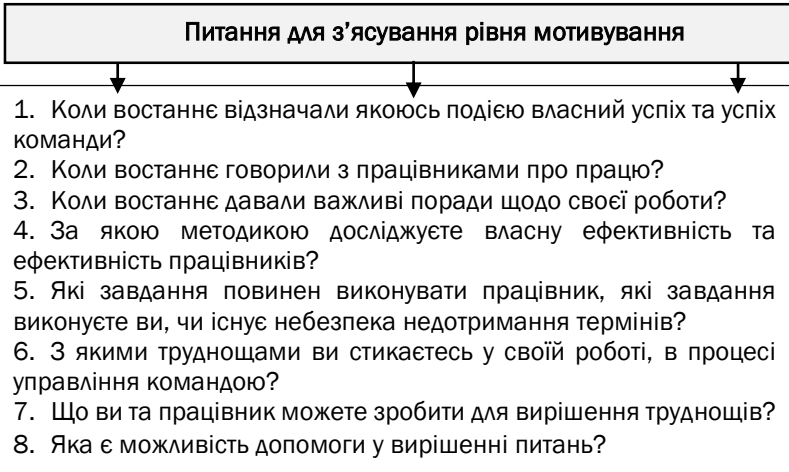 Питання для з’ясування рівня мотивування
1. Коли востаннє відзначали якоюсь подією власний успіх та успіх
команди?
2. Коли востаннє говорили з працівниками про працю?
3. Коли востаннє давали важливі поради щодо своєї роботи?
4. За якою методикою досліджуєте власну ефективність та
ефективність працівників?
5. Які завдання повинен виконувати працівник, які завдання
виконуєте ви, чи існує небезпека недотримання термінів?
6. З якими труднощами ви стикаєтесь у своїй роботі, в процесі
управління командою?
7. Що ви та працівник можете зробити для вирішення труднощів?
8. Яка є можливість допомоги у вирішенні питань?